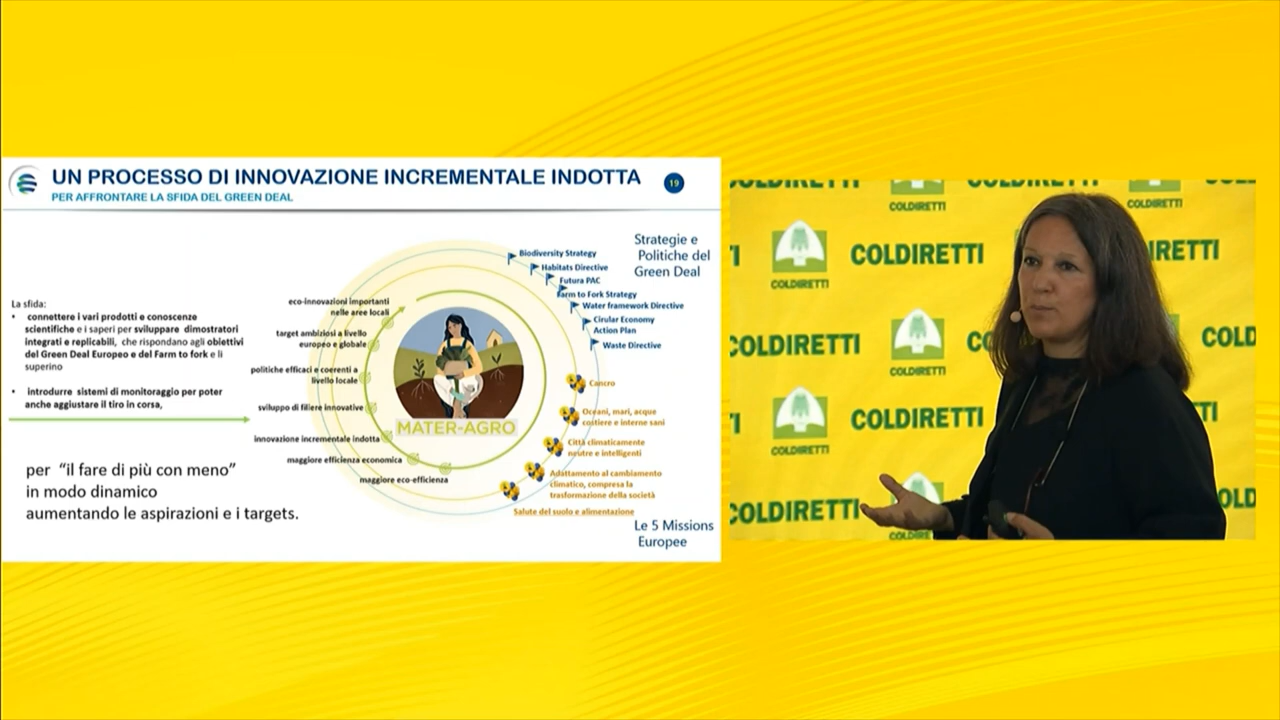 UN PROCESSO DI INNOVAZIONE INCREMENTALE INDOTTA
19
PER AFFRONTARE LA SFIDA DEL GREEN DEAL
La sfida:
• connettere i vari prodotti e conoscenze
scientifiche e i saperi per sviluppare dimostratori
integrati e replicabili, che rispondano agli obiettivi
del Green Deal Europeo e del Farm to fork e li
superino
• introdurre sistemi di monitoraggio per poter
anche aggiustare il tiro in corsa,
per "il fare di più con meno"
in modo dinamico
aumentando le aspirazioni e i targets.
eco-innovazioni importanti
nelle aree locali
target ambiziosi a livello
europeo e globale
politiche efficaci e coerenti a
livello locale
sviluppo di filiere innovative
innovazione incrementale indotta
maggiore efficienza economica
maggiore eco-efficienza
MATER-AGRO
Strategie e
Politiche del
Green Deal
Biodiversity Strategy
Habitats Directive
Futura PAC
Farm to Fork Strategy
Water framework Directive
Cirular Economy
Action Plan
Waste Directive
Cancro
Oceani, mari, acque
costiere e interne sani
Città climaticamente
neutre e intelligenti
Adattamento al cambiamento
climatico, compresa la
trasformazione della società
Salute del suolo e alimentazione
Le 5 Missions
Europee
COLDIRETTI
COLDIRETTI
COLDIRETTI
COLDIRETTI
COLDIRETTI
COLDIRETTI
COLDIRETTI
COLDIRETTI
COLDIRETTI
COLDIRETTI